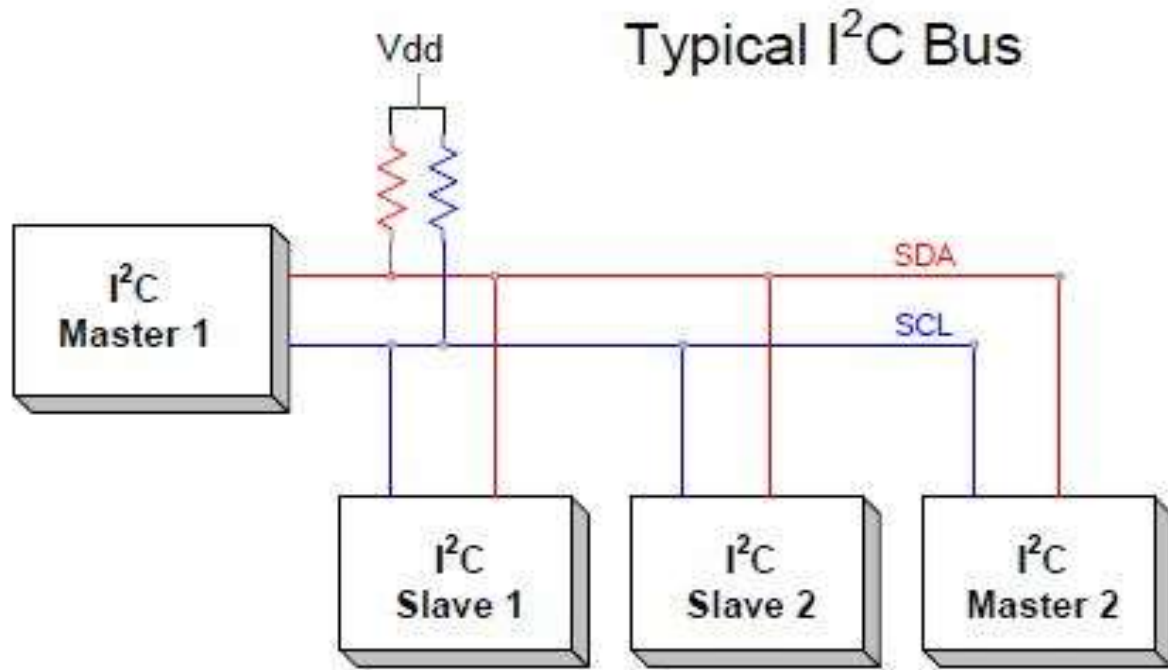 Typical I²C Bus
Vdd
SDA
SCL
I²C
Master 1
I²C
Slave 1
I²C
Slave 2
I²C
Master 2